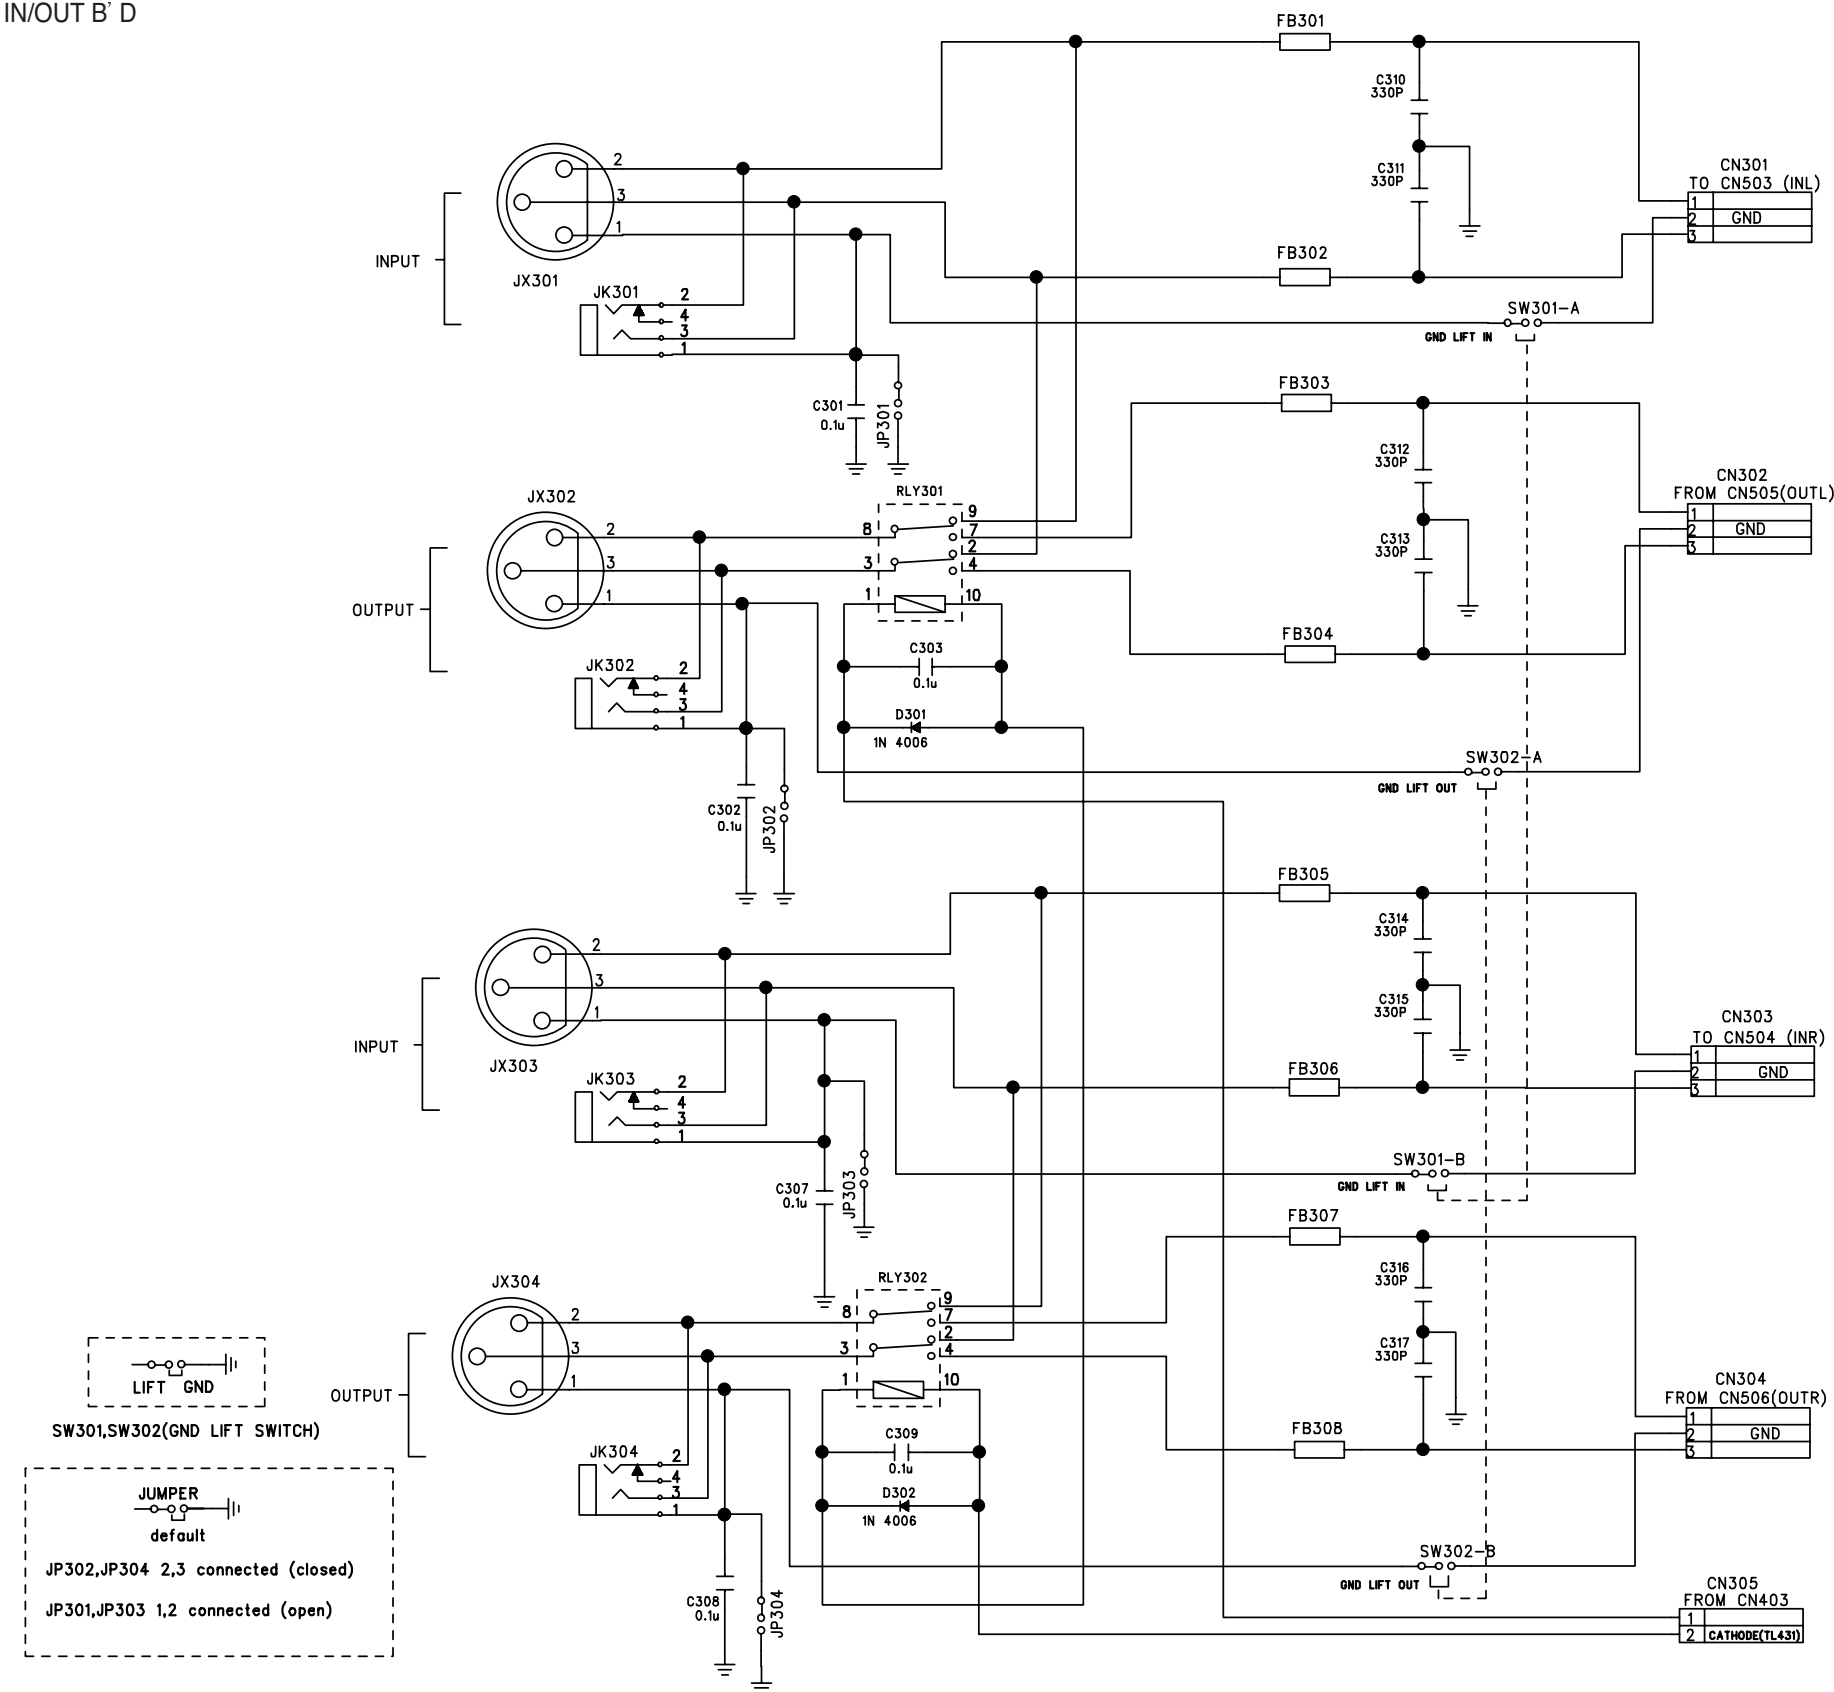 IN/OUT B' D
FB301
C310
330P
C311
330P
CN301
TO CN503 (INL)
1
2 GND
3
2
3
1
INPUT
JX301
FB302
JK301
2
4
3
1
SW301-A
GND LIFT IN
C301
0.1u
JP301
FB303
C312
330P
C313
330P
CN302
FROM CN505(OUTL)
1
2 GND
3
JX302
2
3
1
OUTPUT
RLY301
8
3
1
9
7
2
4
10
FB304
JK302
2
4
3
1
C303
0.1u
D301
1N 4006
SW302-A
GND LIFT OUT
C302
0.1u
JP302
FB305
C314
330P
C315
330P
CN303
TO CN504 (INR)
1
2 GND
3
2
3
1
INPUT
JX303
FB306
JK303
2
4
3
1
SW301-B
GND LIFT IN
C307
0.1u
JP303
FB307
C316
330P
C317
330P
CN304
FROM CN506(OUTR)
1
2 GND
3
JX304
2
3
1
OUTPUT
RLY302
8
3
1
9
7
2
4
10
FB308
LIFT GND
SW301,SW302(GND LIFT SWITCH)
JK304
2
4
3
1
C309
0.1u
D302
1N 4006
JUMPER
default
JP302,JP304 2,3 connected (closed)
JP301,JP303 1,2 connected (open)
SW302-B
GND LIFT OUT
C308
0.1u
JP304
CN305
FROM CN403
1
2 CATHODE(TL431)